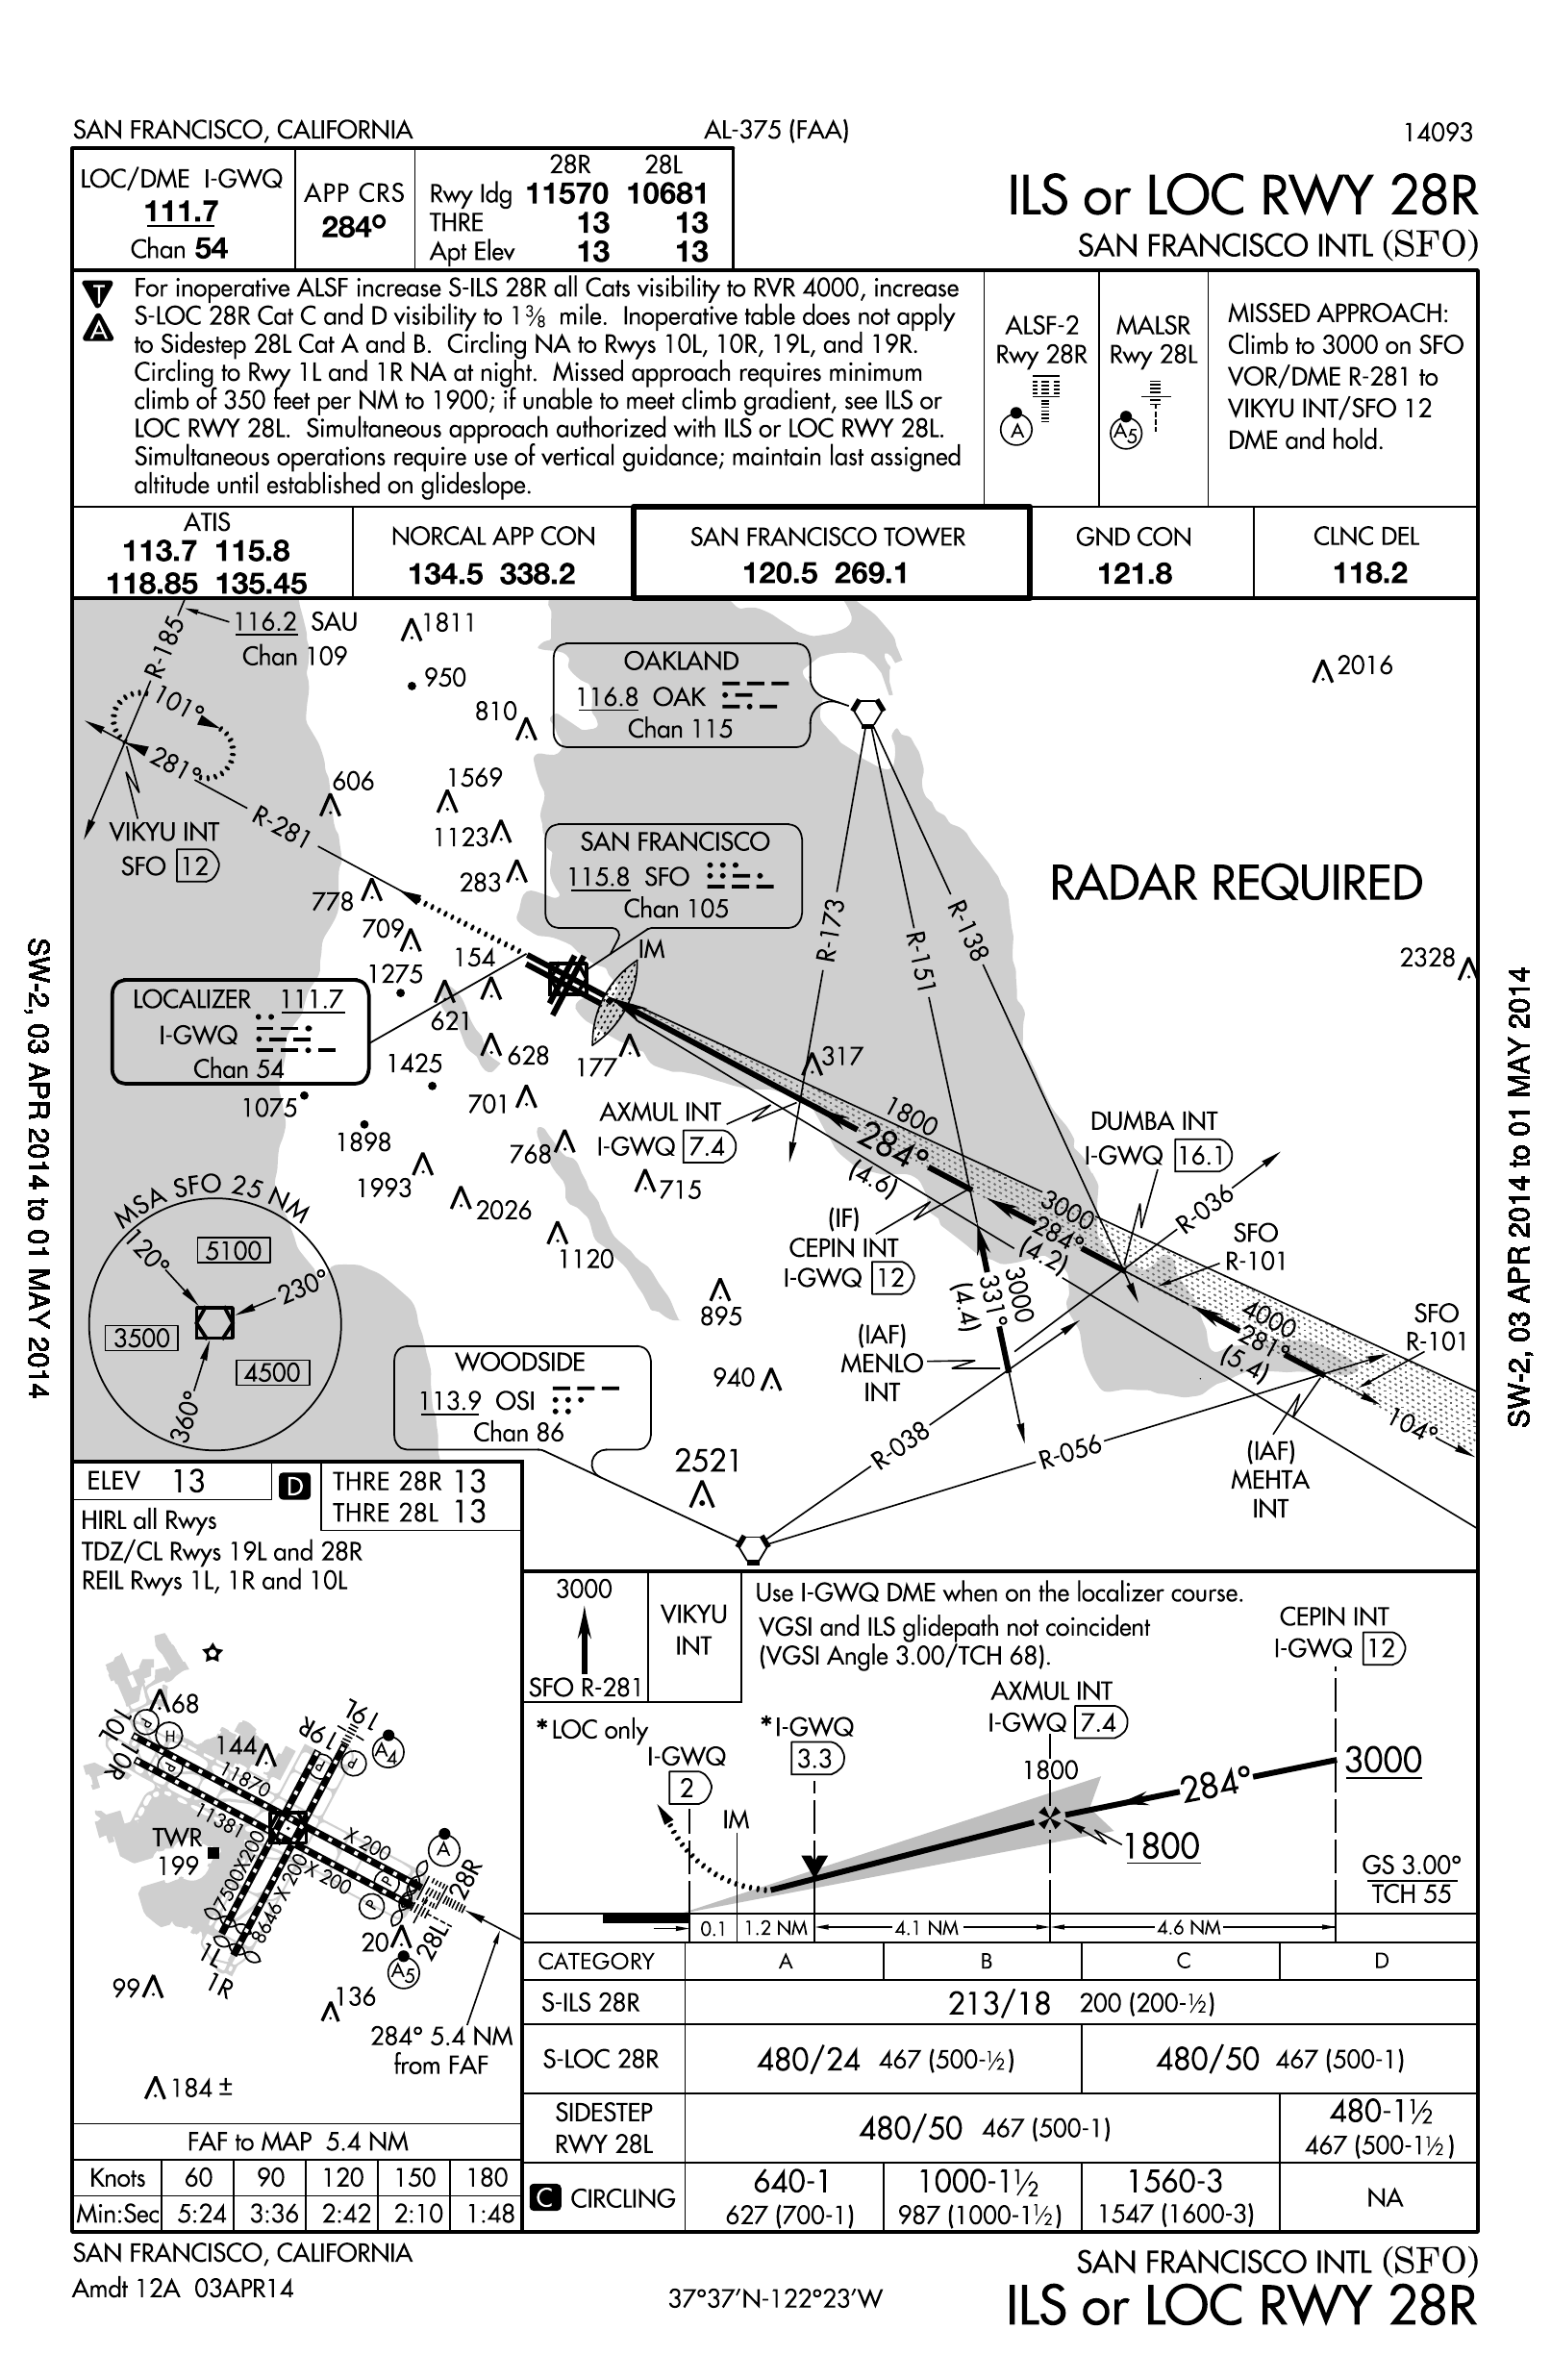 SAN FRANCISCO, CALIFORNIA
AL-375 (FAA)
14093
LOC/DME I-GWQ
111.7
Chan 54
APP CRS
284°
28R 28L
Rwy ldg 11570 10681
THRE 13 13
Apt Elev 13 13
ILS or LOC RWY 28R
SAN FRANCISCO INTL (SFO)
T
A
For inoperative ALSF increase S-ILS 28R all Cats visibility to RVR 4000, increase
S-LOC 28R Cat C and D visibility to 1⅜ mile. Inoperative table does not apply
to Sidestep 28L Cat A and B. Circling NA to Rwys 10L, 10R, 19L, and 19R.
Circling to Rwy 1L and 1R NA at night. Missed approach requires minimum
climb of 350 feet per NM to 1900; if unable to meet climb gradient, see ILS or
LOC RWY 28L. Simultaneous approach authorized with ILS or LOC RWY 28L.
Simultaneous operations require use of vertical guidance; maintain last assigned
altitude until established on glideslope.
ALSF-2
Rwy 28R
A
MALSR
Rwy 28L
A5
MISSED APPROACH:
Climb to 3000 on SFO
VOR/DME R-281 to
VIKYU INT/SFO 12
DME and hold.
ATIS
113.7 115.8
118.85 135.45
NORCAL APP CON
134.5 338.2
SAN FRANCISCO TOWER
120.5 269.1
GND CON
121.8
CLNC DEL
118.2
R-185
116.2 SAU
Chan 109
1811
950
810
OAKLAND
116.8 OAK
Chan 115
2016
101°
281°
R-281
VIKYU INT
SFO 12
606
1569
1123
283
778
709
154
1275
SAN FRANCISCO
115.8 SFO
Chan 105
IM
RADAR REQUIRED
R-173
R-151
R-138
2328
LOCALIZER 111.7
I-GWQ
Chan 54
621
628
177
317
1425
1075
701
1898
768
1993
2026
715
1120
895
940
2521
AXMUL INT
I-GWQ 7.4
1800
284°
(4.6)
DUMBA INT
I-GWQ 16.1
(IF)
CEPIN INT
I-GWQ 12
3000
284°
(4.2)
R-036
SFO
R-101
3000
331°
(4.4)
(IAF)
MENLO
INT
4000
281°
(5.4)
SFO
R-101
104°
(IAF)
MEHTA
INT
R-038
R-056
WOODSIDE
113.9 OSI
Chan 86
MSA SFO 25 NM
120°
5100
230°
3500
4500
360°
SW-2, 03 APR 2014 to 01 MAY 2014
SW-2, 03 APR 2014 to 01 MAY 2014
ELEV 13
D
THRE 28R 13
THRE 28L 13
HIRL all Rwys
TDZ/CL Rwys 19L and 28R
REIL Rwys 1L, 1R and 10L
68
10L
10R
P
H
P
144
19R
19L
P
P
A4
11870
11381
X 200
X 200
TWR
199
7500X200
8646 X 200
P
P
A
28R
28L
20
A5
1L
1R
99
136
284° 5.4 NM
from FAF
184 ±
FAF to MAP 5.4 NM
Knots 60 90 120 150 180
Min:Sec 5:24 3:36 2:42 2:10 1:48
3000
SFO R-281
VIKYU
INT
Use I-GWQ DME when on the localizer course.
VGSI and ILS glidepath not coincident
(VGSI Angle 3.00/TCH 68).
CEPIN INT
I-GWQ 12
AXMUL INT
I-GWQ 7.4
*LOC only
*I-GWQ
3.3
I-GWQ
2
IM
1800
284°
3000
1800
GS 3.00°
TCH 55
0.1 1.2 NM 4.1 NM 4.6 NM
CATEGORY A B C D
S-ILS 28R 213/18 200 (200-½)
S-LOC 28R 480/24 467 (500-½) 480/50 467 (500-1)
SIDESTEP
RWY 28L
480/50 467 (500-1)
480-1½
467 (500-1½)
C CIRCLING
640-1
627 (700-1)
1000-1½
987 (1000-1½)
1560-3
1547 (1600-3)
NA
SAN FRANCISCO, CALIFORNIA
Amdt 12A 03APR14
37°37'N-122°23'W
SAN FRANCISCO INTL (SFO)
ILS or LOC RWY 28R